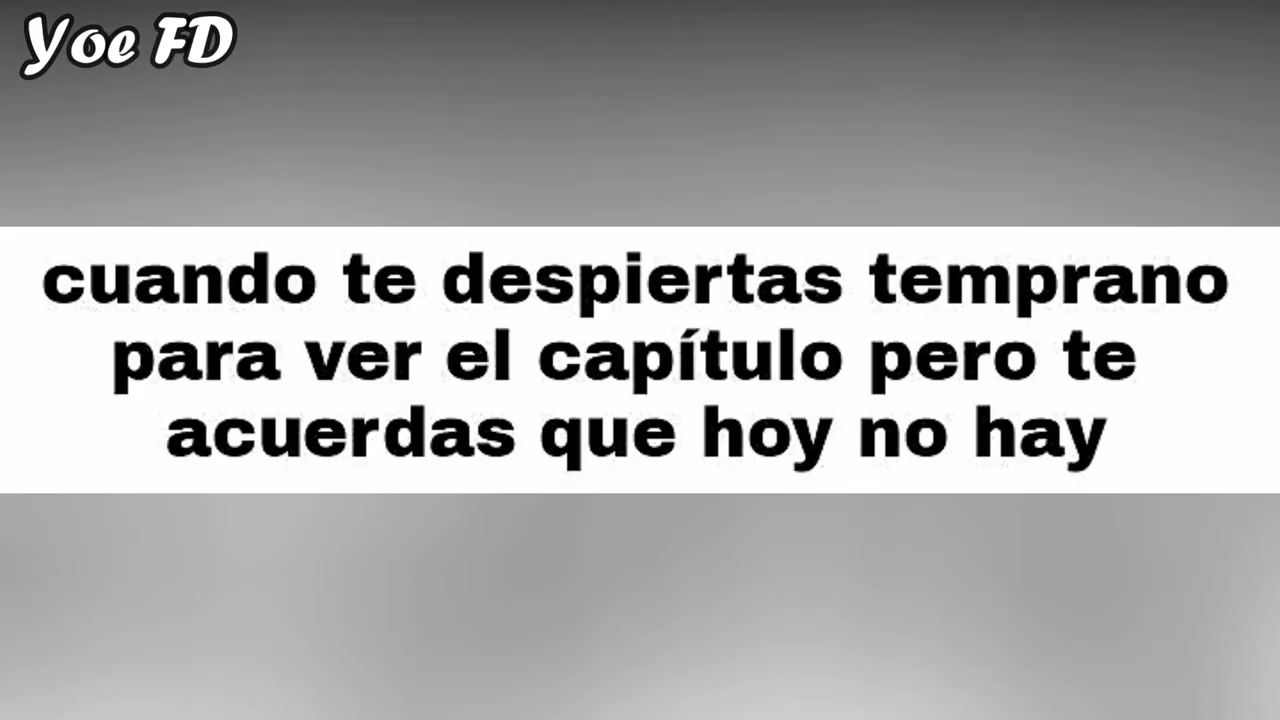 Yoe FD
cuando te despiertas temprano
para ver el capítulo pero te
acuerdas que hoy no hay